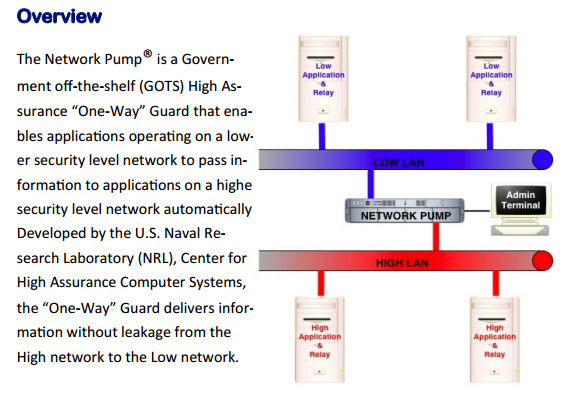 Overview
The Network Pump® is a Govern-
ment off-the-shelf (GOTS) High As-
surance “One-Way” Guard that ena-
bles applications operating on a low-
er security level network to pass in-
formation to applications on a highe
security level network automatically
Developed by the U.S. Naval Re-
search Laboratory (NRL), Center for
High Assurance Computer Systems,
the “One-Way” Guard delivers infor-
mation without leakage from the
High network to the Low network.
Low
Application
&
Relay
Low
Application
&
Relay
LOW LAN
NETWORK PUMP
Admin
Terminal
HIGH LAN
High
Application
&
Relay
High
Application
&
Relay